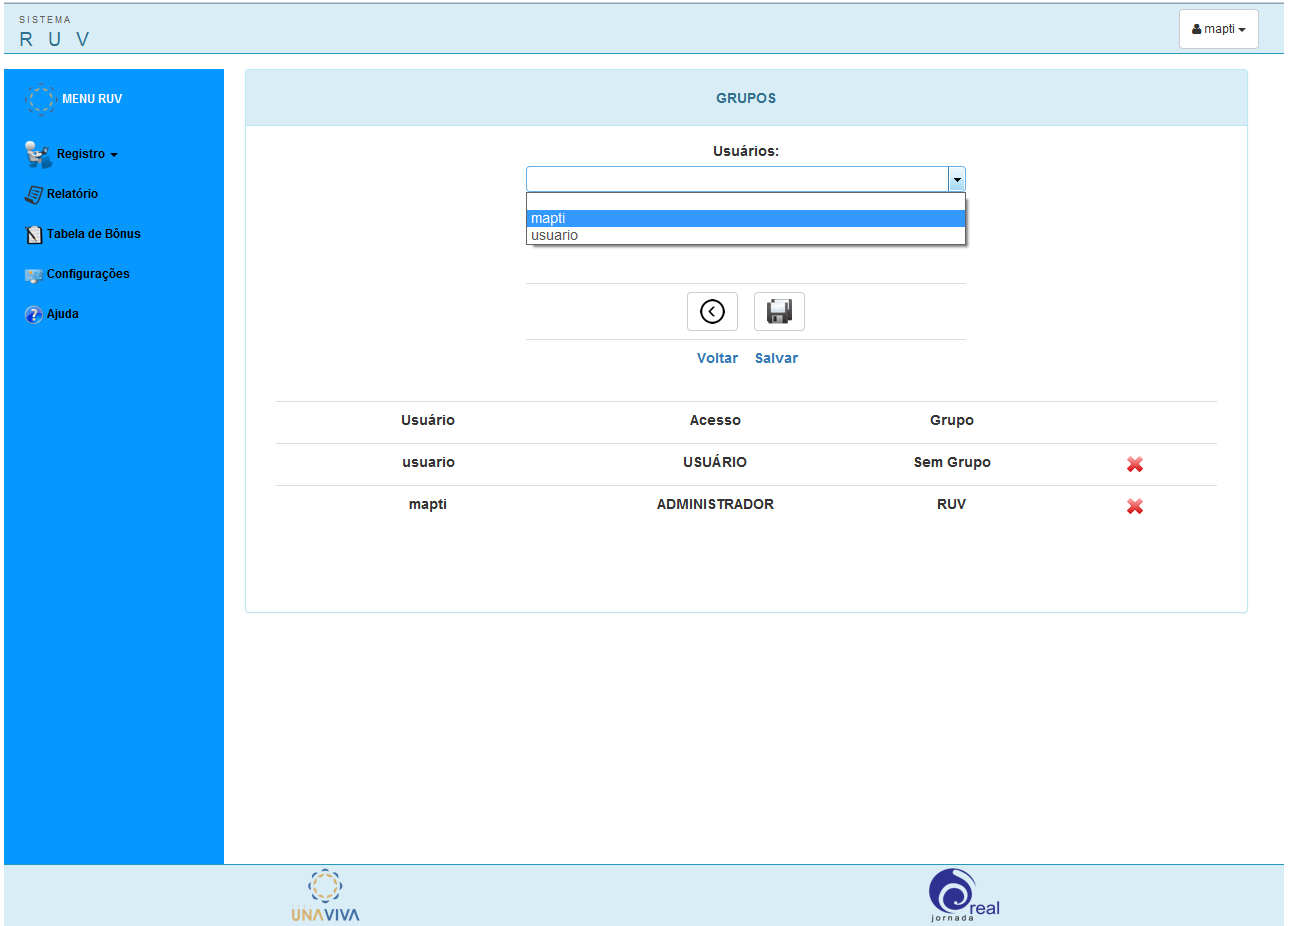 SISTEMA
R U V
mapti
MENU RUV
Registro
Relatório
Tabela de Bônus
Configurações
Ajuda
GRUPOS
Usuários:
mapti
usuario
Voltar Salvar
Usuário Acesso Grupo
usuario USUÁRIO Sem Grupo
mapti ADMINISTRADOR RUV
UNAVIVA
real
jornada